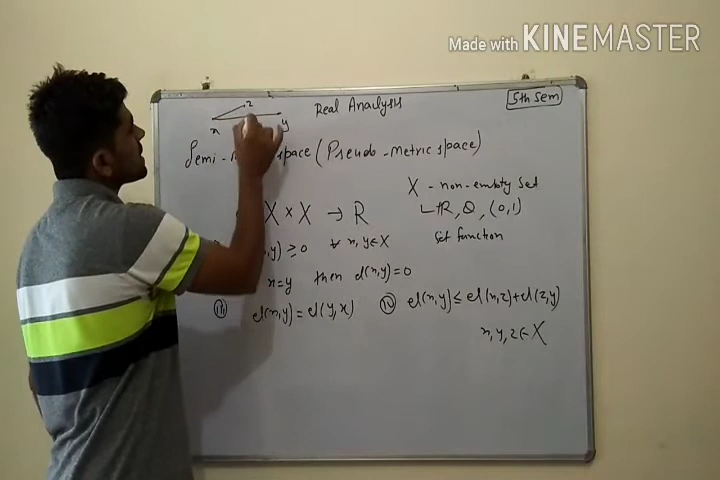 Made with KINEMASTER
Real Analysis
5th Sem
z
x y
Semi - space (Pseudo - Metric space)
X - non-empty set
X × X → R
R, Q, (0,1)
set function
,y) ≥ 0 ∀ x, y ∈ X
x=y then d(x,y) = 0
(iii) d(x,y) = d(y,x) (iv) d(x,y) ≤ d(x,z) + d(z,y)
x, y, z ∈ X